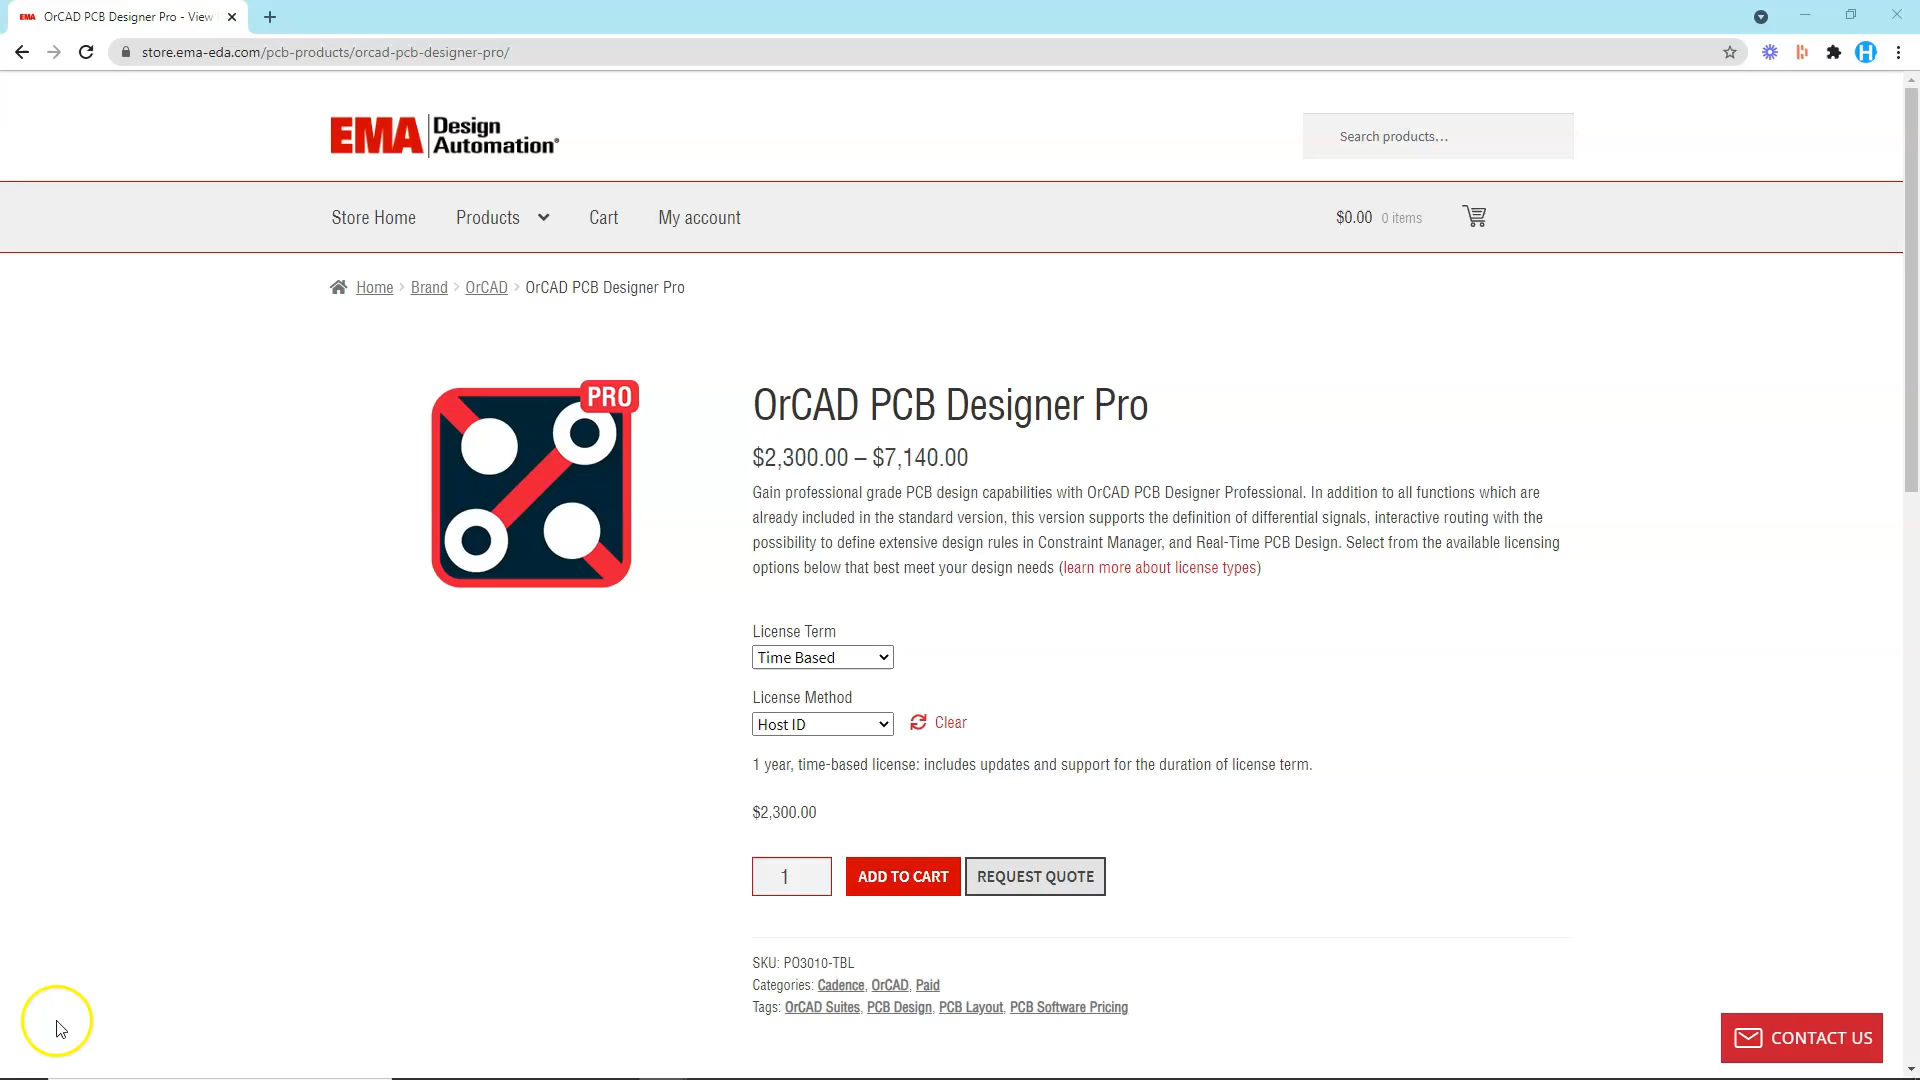 EMA OrCAD PCB Designer Pro - View
store.ema-eda.com/pcb-products/orcad-pcb-designer-pro/
EMA Design
Automation
Search products…
Store Home Products Cart My account $0.00 0 items
Home Brand OrCAD OrCAD PCB Designer Pro
PRO
OrCAD PCB Designer Pro
$2,300.00 – $7,140.00
Gain professional grade PCB design capabilities with OrCAD PCB Designer Professional. In addition to all functions which are
already included in the standard version, this version supports the definition of differential signals, interactive routing with the
possibility to define extensive design rules in Constraint Manager, and Real-Time PCB Design. Select from the available licensing
options below that best meet your design needs (learn more about license types)
License Term
Time Based
License Method
Host ID Clear
1 year, time-based license: includes updates and support for the duration of license term.
$2,300.00
1 ADD TO CART REQUEST QUOTE
SKU: PO3010-TBL
Categories: Cadence, OrCAD, Paid
Tags: OrCAD Suites, PCB Design, PCB Layout, PCB Software Pricing
CONTACT US